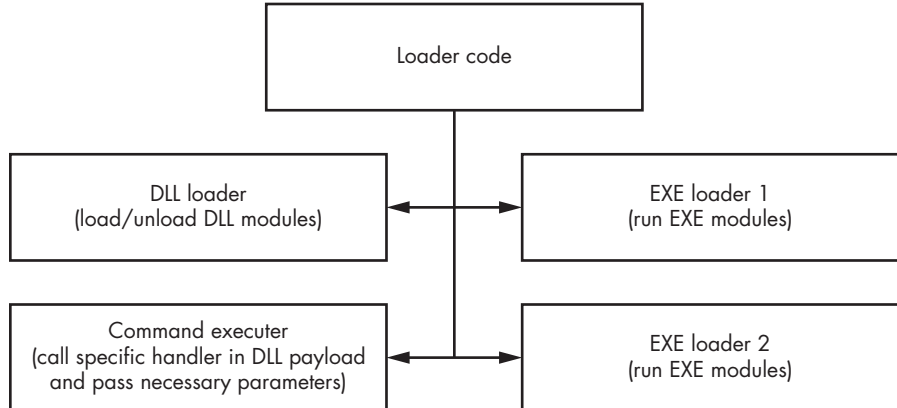 Loader code
DLL loader
(load/unload DLL modules)
EXE loader 1
(run EXE modules)
Command executer
(call specific handler in DLL payload
and pass necessary parameters)
EXE loader 2
(run EXE modules)